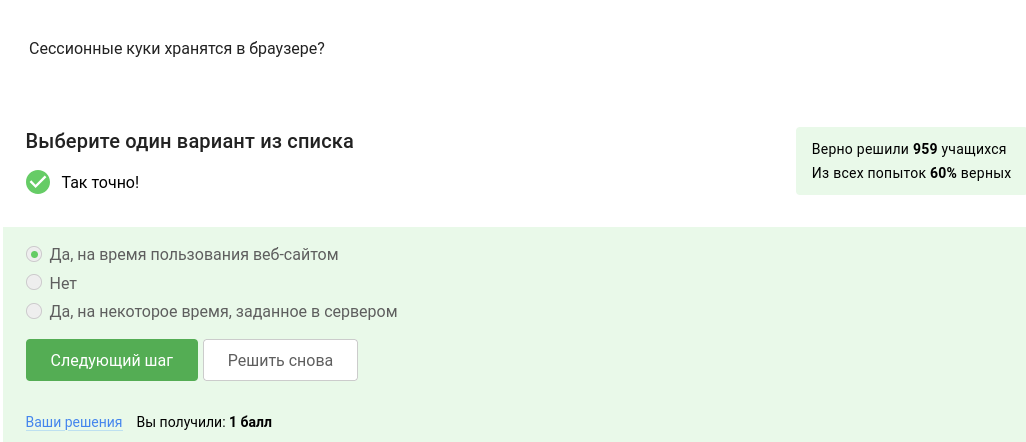 Сессионные куки хранятся в браузере?
Выберите один вариант из списка
Верно решили 959 учащихся
Из всех попыток 60% верных
Так точно!
Да, на время пользования веб-сайтом
Нет
Да, на некоторое время, заданное в сервером
Следующий шаг
Решить снова
Ваши решения Вы получили: 1 балл